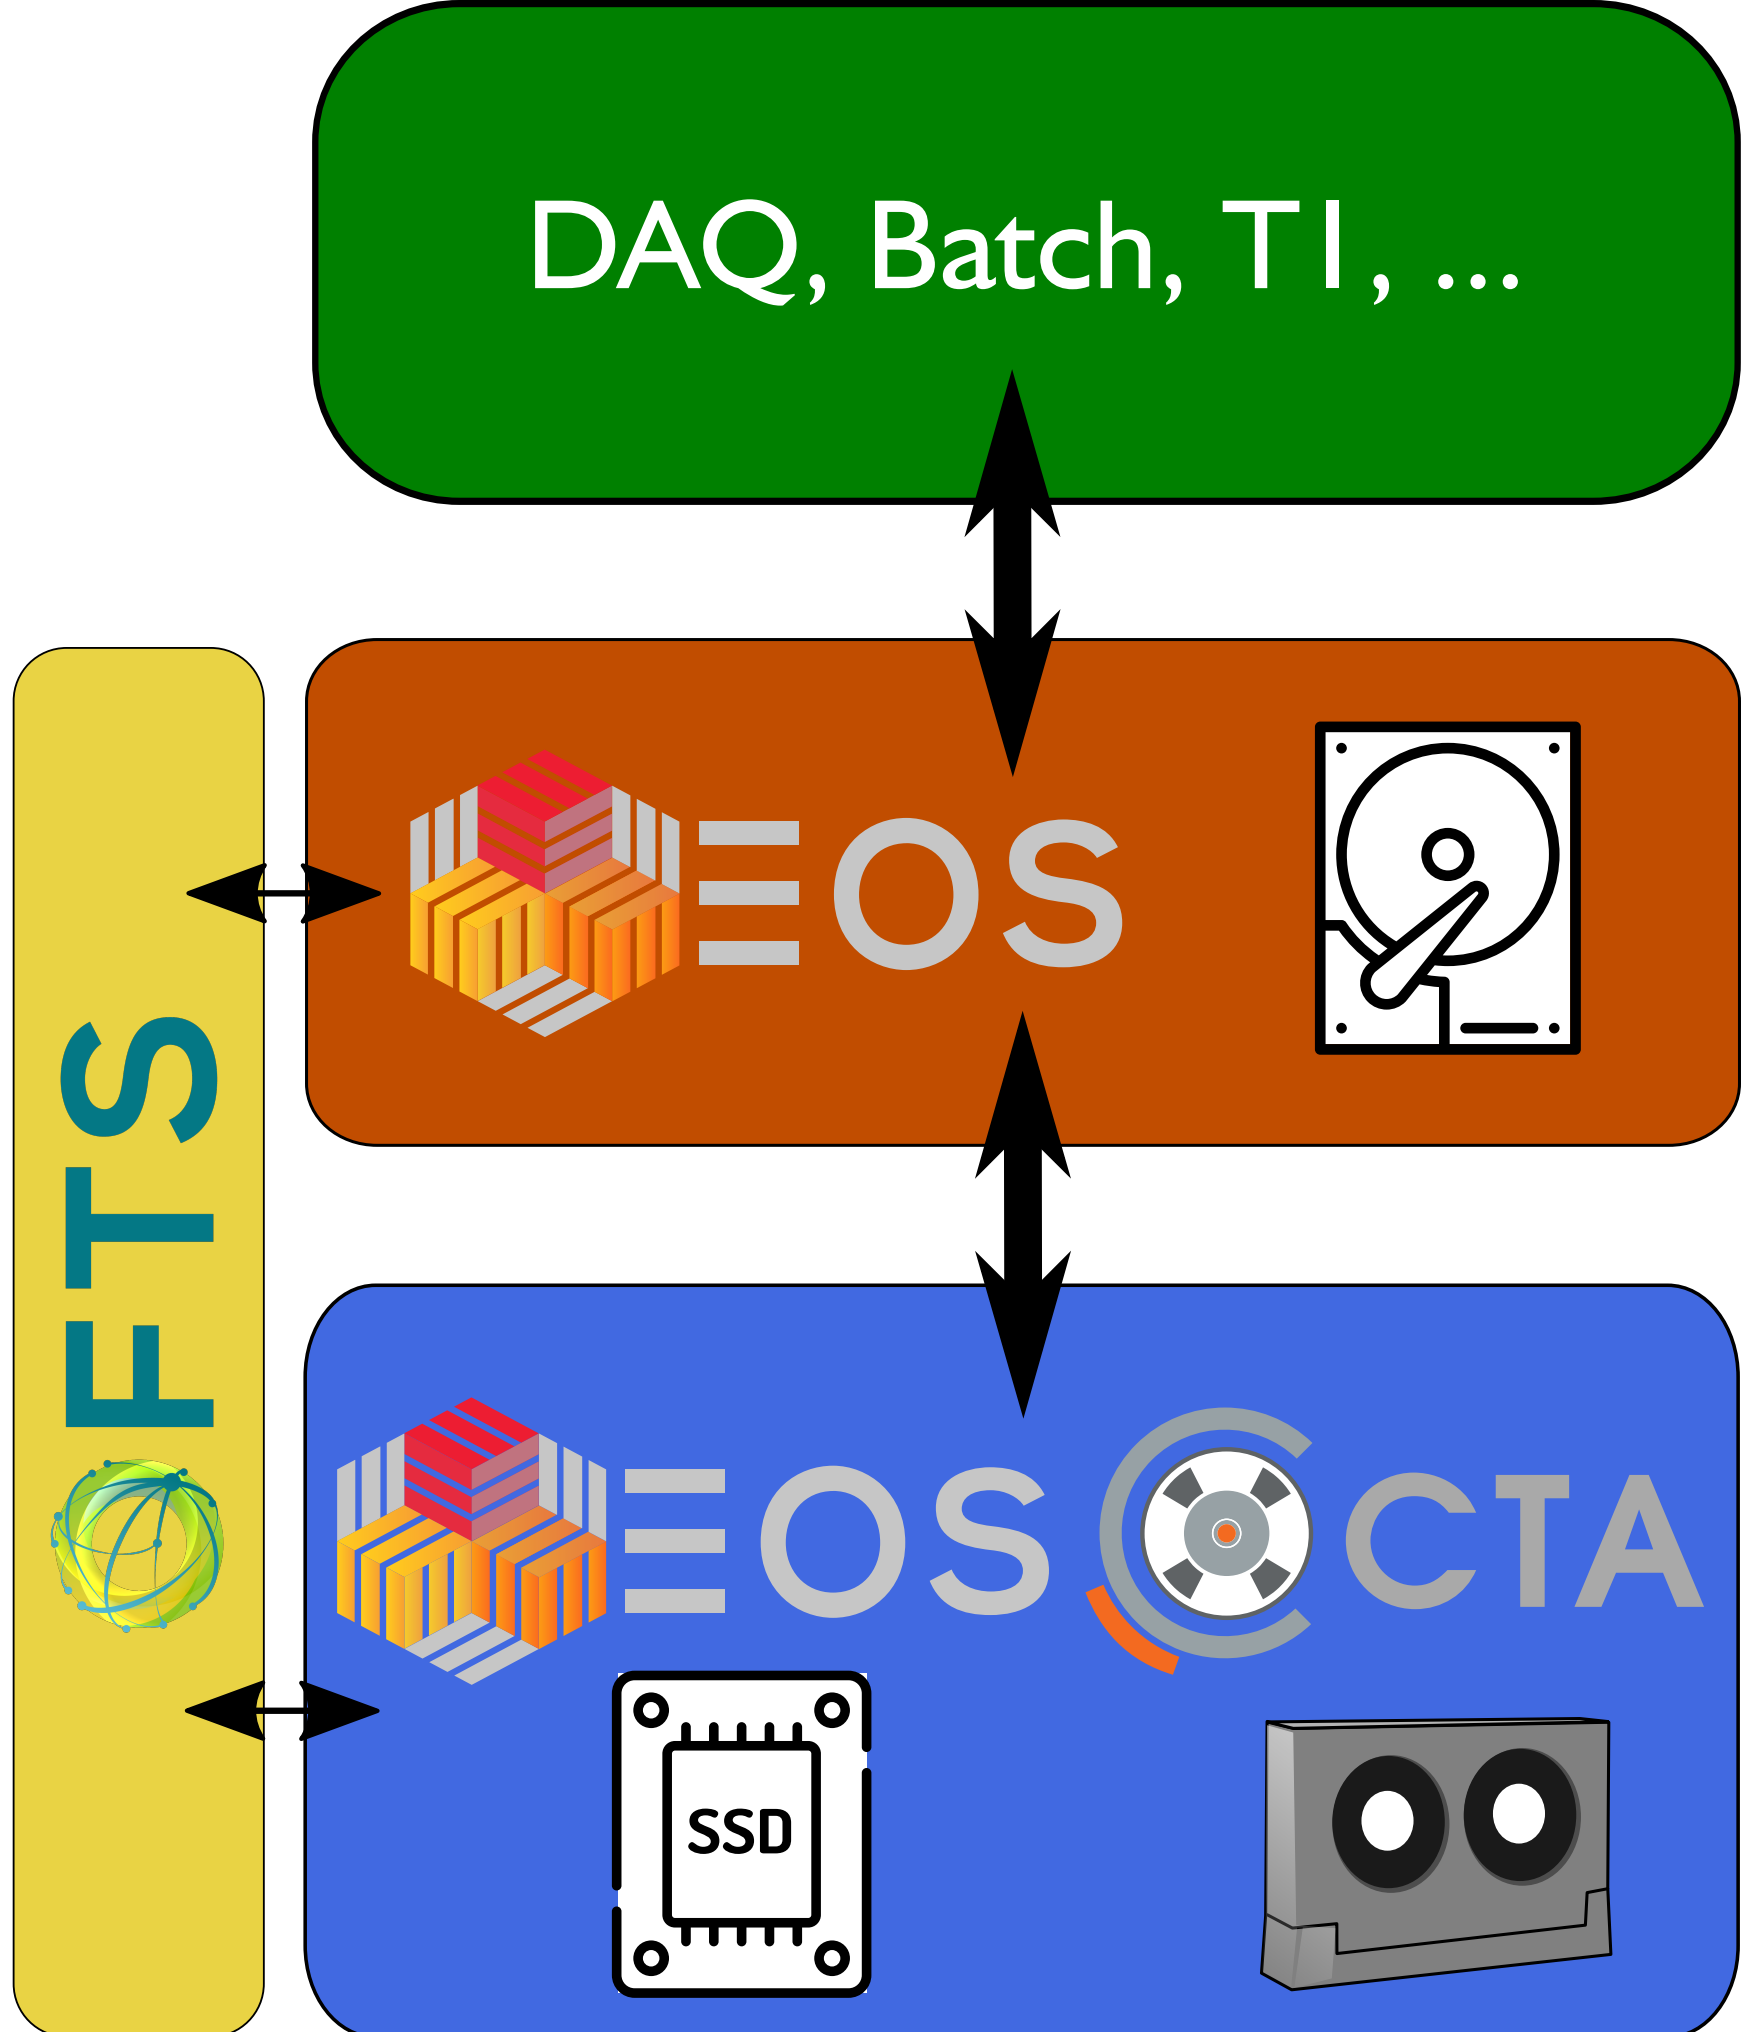 DAQ, Batch, T1, ...
EOS
FTS
EOS
CTA
SSD